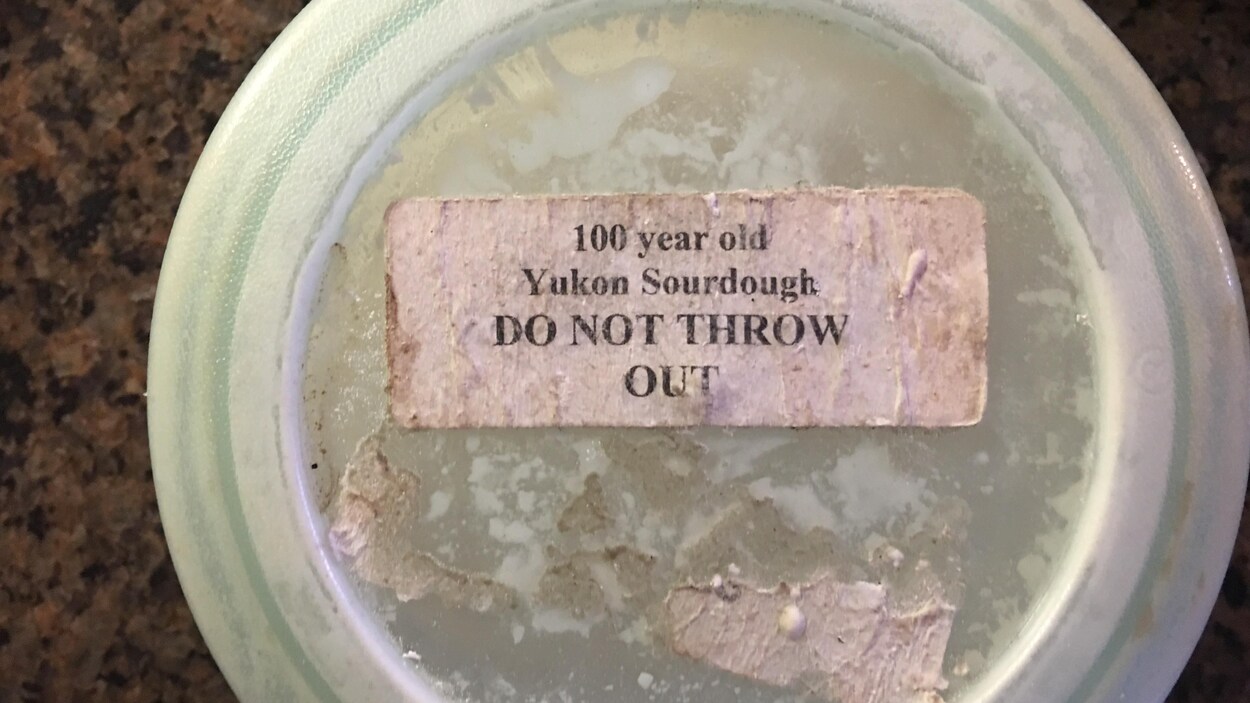 100 year old
Yukon Sourdough
DO NOT THROW
OUT